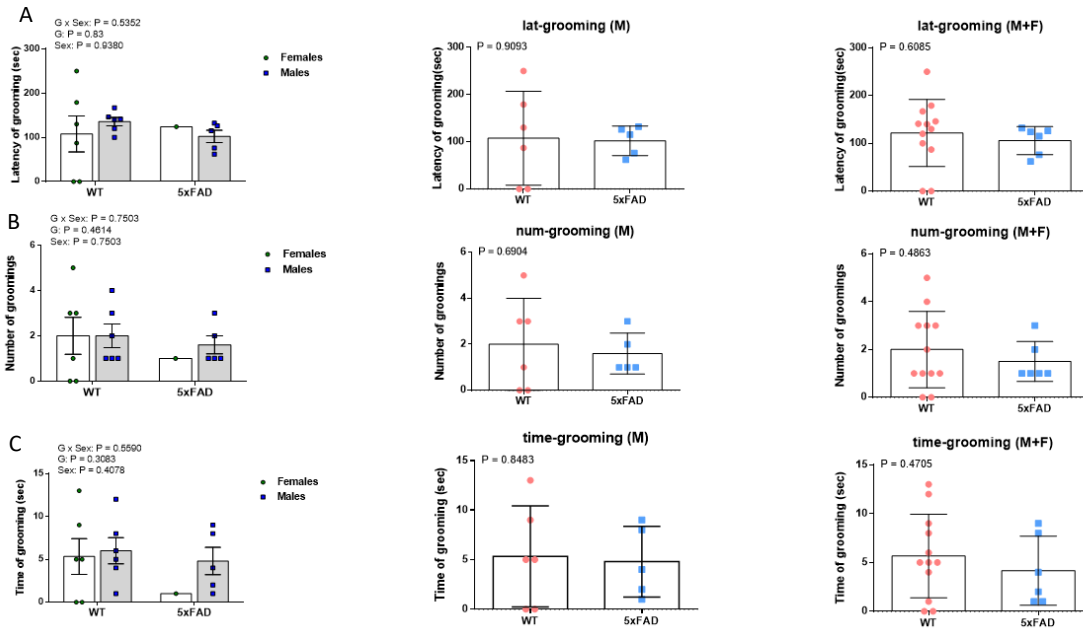 A
G x Sex: P = 0.5352
G: P = 0.83
Sex: P = 0.9380
Latency of grooming (sec)
300
200
100
0
WT
5xFAD
Females
Males
lat-grooming (M)
P = 0.9093
Latency of grooming(sec)
300
200
100
0
WT
5xFAD
lat-grooming (M+F)
P = 0.6085
Latency of grooming(sec)
300
200
100
0
WT
5xFAD
B
G x Sex: P = 0.7503
G: P = 0.4614
Sex: P = 0.7503
Number of groomings
6
4
2
0
WT
5xFAD
Females
Males
num-grooming (M)
P = 0.6904
Number of groomings
6
4
2
0
WT
5xFAD
num-grooming (M+F)
P = 0.4863
Number of groomings
6
4
2
0
WT
5xFAD
C
G x Sex: P = 0.5590
G: P = 0.3083
Sex: P = 0.4078
Time of grooming (sec)
15
10
5
0
WT
5xFAD
Females
Males
time-grooming (M)
P = 0.8483
Time of grooming (sec)
15
10
5
0
WT
5xFAD
time-grooming (M+F)
P = 0.4705
Time of grooming (sec)
15
10
5
0
WT
5xFAD